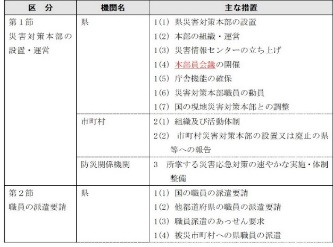 区 分 機関名 主な措置
第1節
災害対策本部の
設置・運営
県
1(1) 県災害対策本部の設置
1(2) 本部の組織・運営
1(3) 災害情報センターの立ち上げ
1(4) 本部員会議の開催
1(5) 庁舎機能の確保
1(6) 災害対策本部職員の動員
1(7) 国の現地災害対策本部との調整
市町村
2(1) 組織及び活動体制
2(2) 市町村災害対策本部の設置又は廃止の県
等への報告
防災関係機関
3 所掌する災害応急対策の速やかな実施・体制
整備
第2節
職員の派遣要請
県
1(1) 国の職員の派遣要請
1(2) 他都道府県の職員の派遣要請
1(3) 職員派遣のあっせん要求
1(4) 被災市町村への県職員の派遣